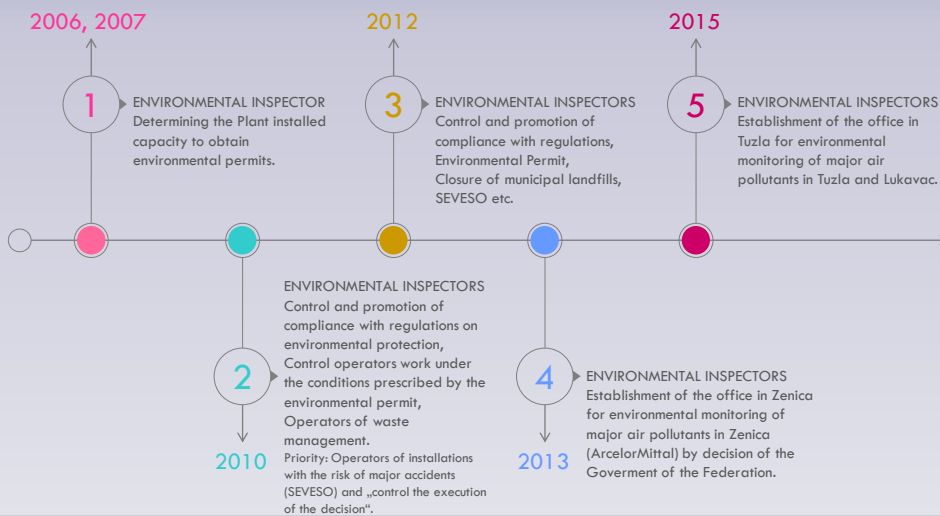 2006, 2007
1
ENVIRONMENTAL INSPECTOR
Determining the Plant installed
capacity to obtain
environmental permits.
2
ENVIRONMENTAL INSPECTORS
Control and promotion of
compliance with regulations on
environmental protection,
Control operators work under
the conditions prescribed by the
environmental permit,
Operators of waste
management.
Priority: Operators of installations
with the risk of major accidents
(SEVESO) and „control the execution
of the decision“.
2010
2012
3
ENVIRONMENTAL INSPECTORS
Control and promotion of
compliance with regulations,
Environmental Permit,
Closure of municipal landfills,
SEVESO etc.
4
ENVIRONMENTAL INSPECTORS
Establishment of the office in Zenica
for environmental monitoring of
major air pollutants in Zenica
(ArcelorMittal) by decision of the
Goverment of the Federation.
2013
2015
5
ENVIRONMENTAL INSPECTORS
Establishment of the office in
Tuzla for environmental
monitoring of major air
pollutants in Tuzla and Lukavac.